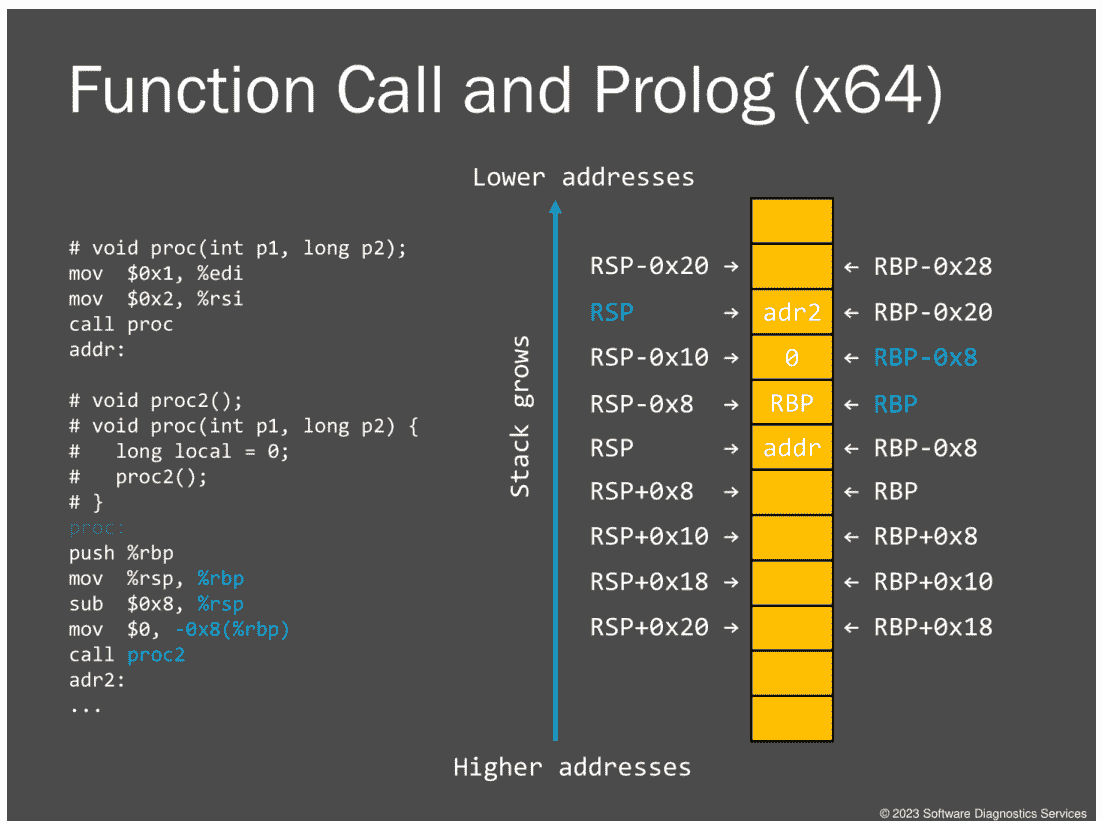 Function Call and Prolog (x64)
Lower addresses
# void proc(int p1, long p2);
mov $0x1, %edi
mov $0x2, %rsi
call proc
addr:
# void proc2();
# void proc(int p1, long p2) {
# long local = 0;
# proc2();
# }
proc:
push %rbp
mov %rsp, %rbp
sub $0x8, %rsp
mov $0, -0x8(%rbp)
call proc2
adr2:
...
Stack grows
RSP-0x20 → ← RBP-0x28
RSP → adr2 ← RBP-0x20
RSP-0x10 → 0 ← RBP-0x8
RSP-0x8 → RBP ← RBP
RSP → addr ← RBP-0x8
RSP+0x8 → ← RBP
RSP+0x10 → ← RBP+0x8
RSP+0x18 → ← RBP+0x10
RSP+0x20 → ← RBP+0x18
Higher addresses
© 2023 Software Diagnostics Services